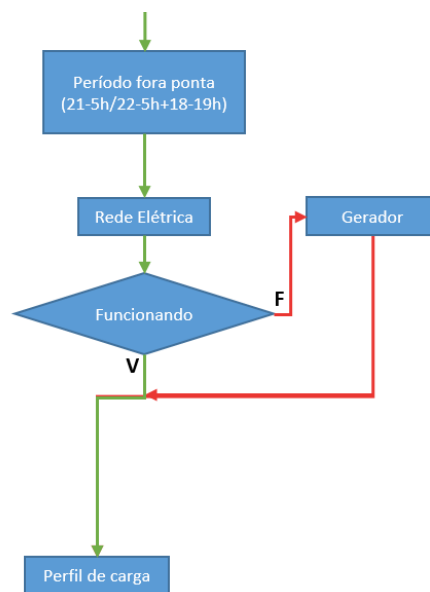 Período fora ponta
(21-5h/22-5h+18-19h)
Rede Elétrica
Gerador
Funcionando
F
V
Perfil de carga